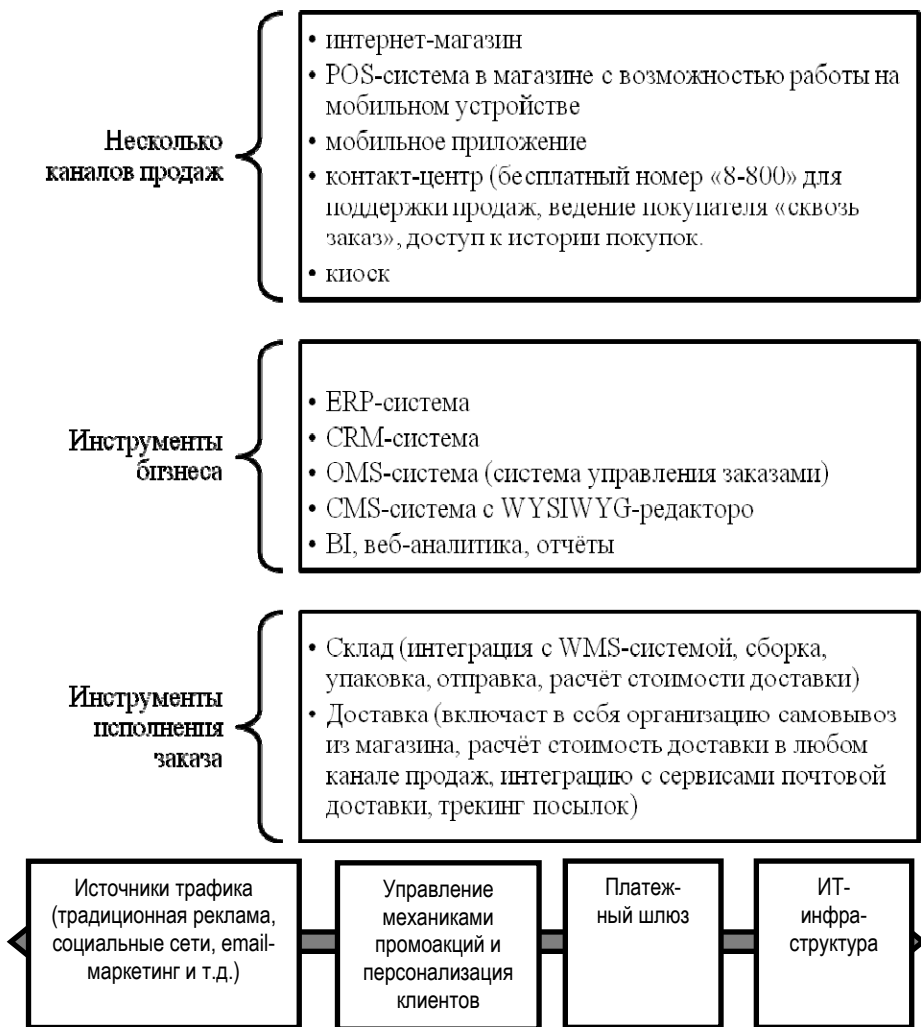 Несколько
каналов продаж
• интернет-магазин
• POS-система в магазине с возможностью работы на
мобильном устройстве
• мобильное приложение
• контакт-центр (бесплатный номер «8-800» для
поддержки продаж, ведение покупателя «сквозь
заказ», доступ к истории покупок.
• киоск
Инструменты
бизнеса
• ERP-система
• CRM-система
• OMS-система (система управления заказами)
• CMS-система с WYSIWYG-редакторо
• BI, веб-аналитика, отчёты
Инструменты
исполнения
заказа
• Склад (интеграция с WMS-системой, сборка,
упаковка, отправка, расчёт стоимости доставки)
• Доставка (включает в себя организацию самовывоз
из магазина, расчёт стоимость доставки в любом
канале продаж, интеграцию с сервисами почтовой
доставки, трекинг посылок)
Источники трафика
(традиционная реклама,
социальные сети, email-
маркетинг и т.д.)
Управление
механиками
промоакций и
персонализация
клиентов
Платеж-
ный шлюз
ИТ-
инфра-
структура